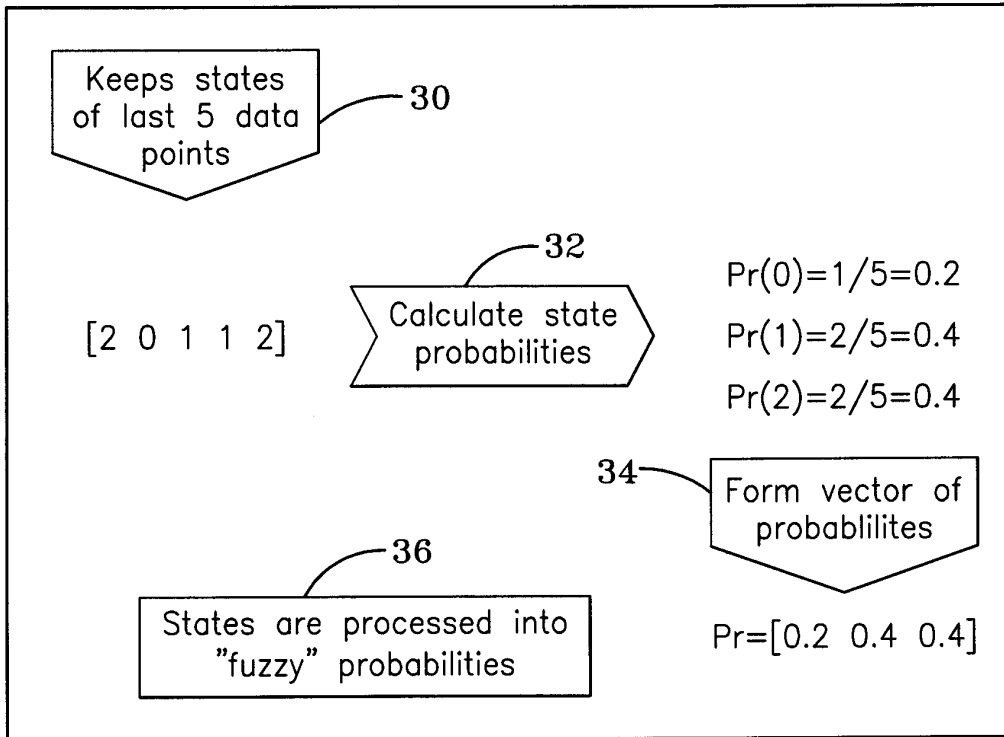 Keeps states
of last 5 data
points
30
[2 0 1 1 2]
32
Calculate state
probabilities
Pr(0)=1/5=0.2
Pr(1)=2/5=0.4
Pr(2)=2/5=0.4
34
Form vector of
probablilites
Pr=[0.2 0.4 0.4]
36
States are processed into
"fuzzy" probabilities